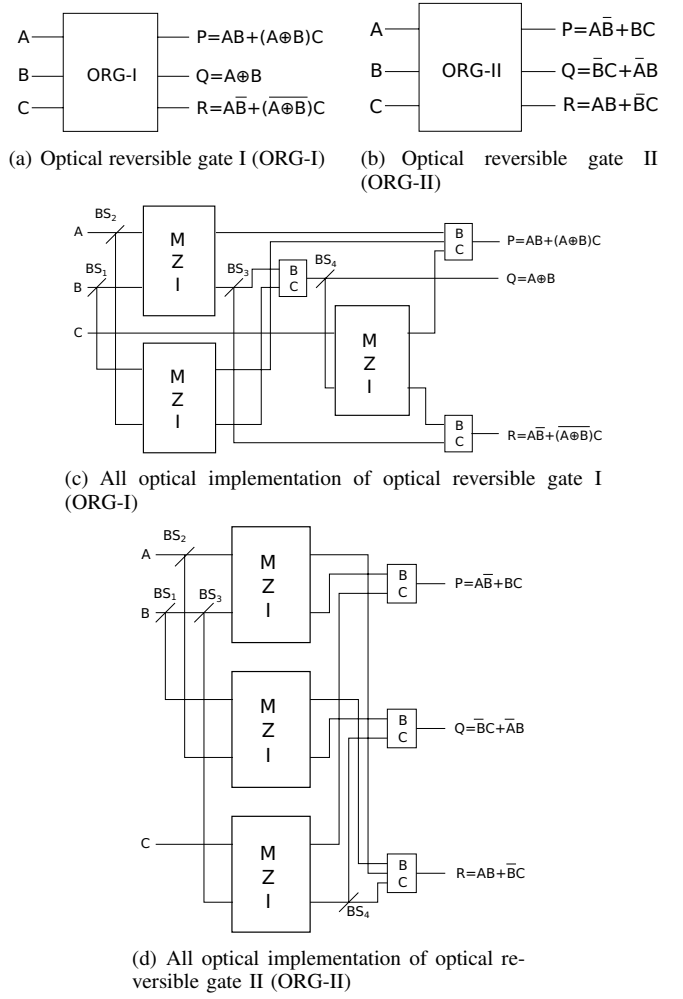 A
B
C
ORG-I
P=AB+(A⊕B)C
Q=A⊕B
R=AB̅+(A̅⊕̅B̅)C
(a) Optical reversible gate I (ORG-I)
A
B
C
ORG-II
P=AB̅+BC
Q=B̅C+A̅B
R=AB+B̅C
(b) Optical reversible gate II
(ORG-II)
A
B
C
BS₂
BS₁
M
Z
I
M
Z
I
BS₃
B
C
BS₄
M
Z
I
B
C
P=AB+(A⊕B)C
Q=A⊕B
B
C
R=AB̅+(A̅⊕̅B̅)C
(c) All optical implementation of optical reversible gate I
(ORG-I)
A
BS₂
BS₁
B
BS₃
M
Z
I
B
C
P=AB̅+BC
M
Z
I
B
C
Q=B̅C+A̅B
C
M
Z
I
BS₄
B
C
R=AB+B̅C
(d) All optical implementation of optical re-
versible gate II (ORG-II)